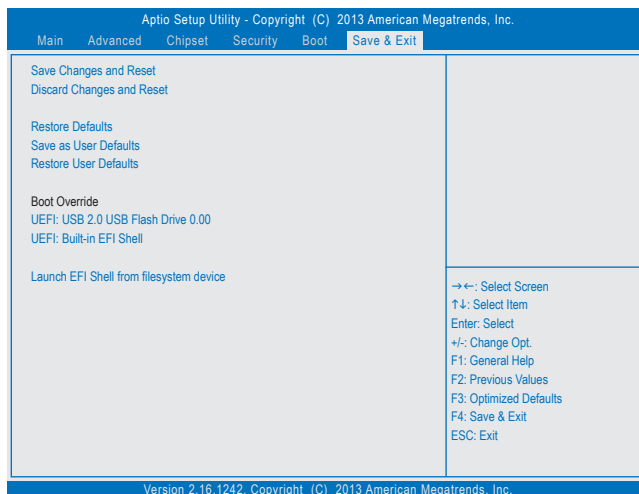 Aptio Setup Utility - Copyright (C) 2013 American Megatrends, Inc.
Main Advanced Chipset Security Boot Save & Exit
Save Changes and Reset
Discard Changes and Reset
Restore Defaults
Save as User Defaults
Restore User Defaults
Boot Override
UEFI: USB 2.0 USB Flash Drive 0.00
UEFI: Built-in EFI Shell
Launch EFI Shell from filesystem device
→←: Select Screen
↑↓: Select Item
Enter: Select
+/-: Change Opt.
F1: General Help
F2: Previous Values
F3: Optimized Defaults
F4: Save & Exit
ESC: Exit
Version 2.16.1242. Copyright (C) 2013 American Megatrends, Inc.